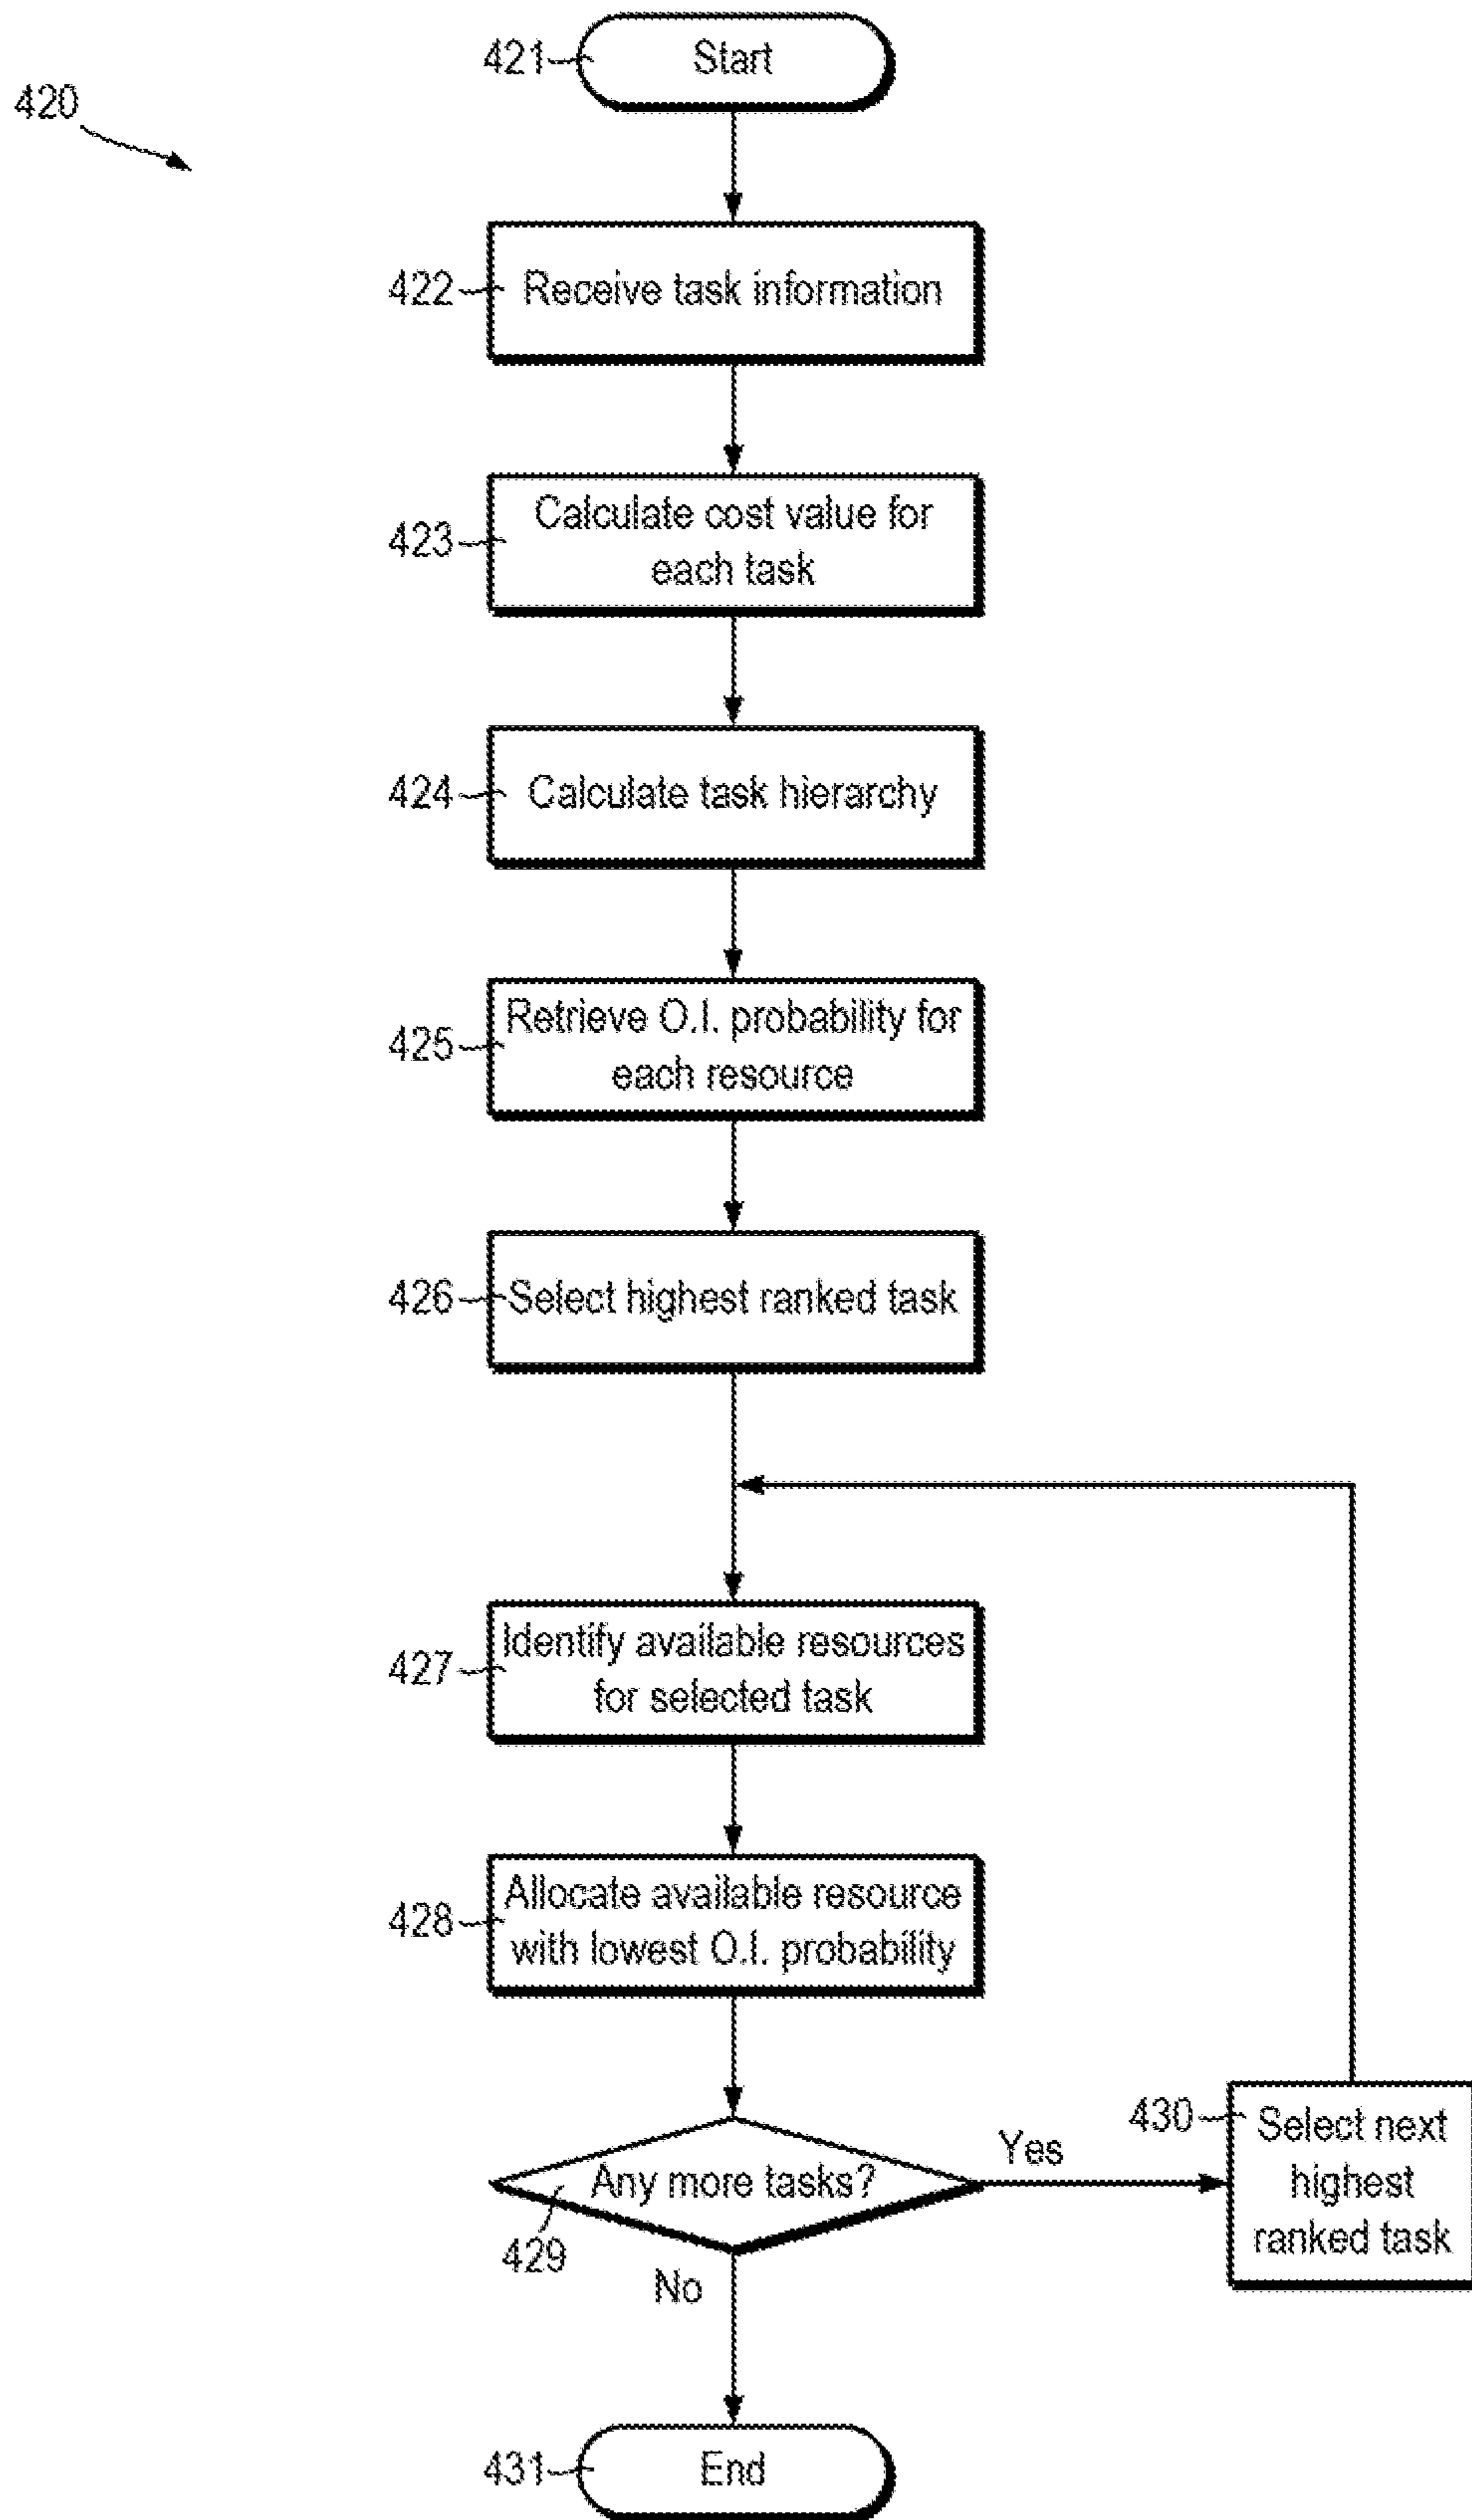 421
Start
420
422
Receive task information
423
Calculate cost value for
each task
424
Calculate task hierarchy
425
Retrieve O.I. probability for
each resource
426
Select highest ranked task
427
Identify available resources
for selected task
428
Allocate available resource
with lowest O.I. probability
429
Any more tasks?
Yes
No
430
Select next
highest
ranked task
431
End